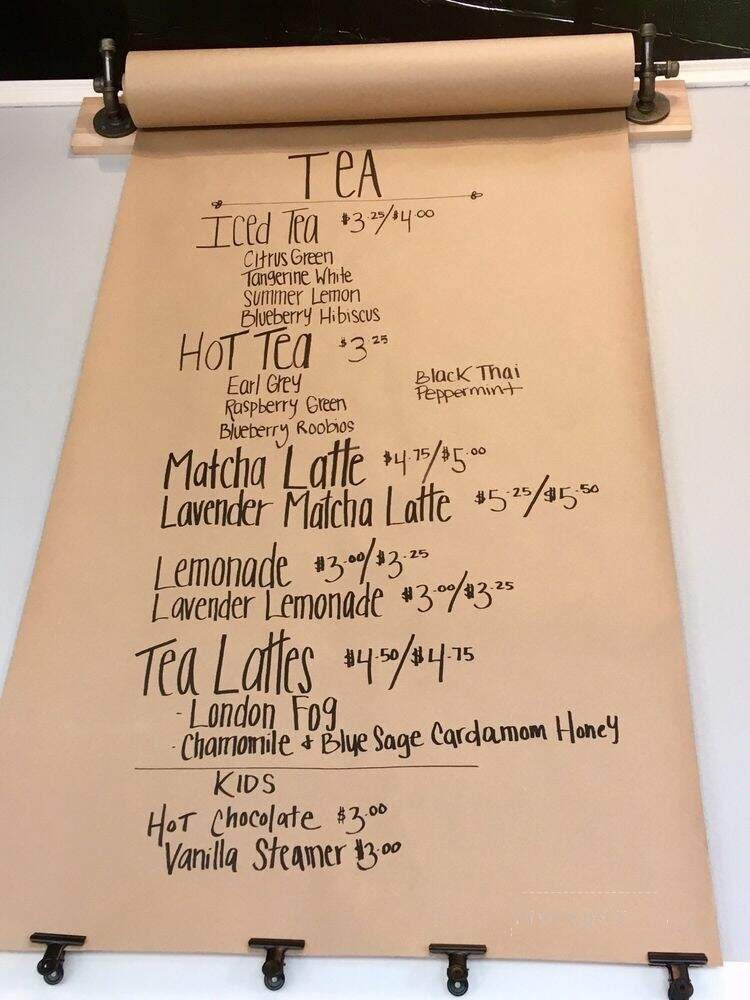 TEA
Iced Tea $3.25/$4.00
Citrus Green
Tangerine White
Summer Lemon
Blueberry Hibiscus
HOT Tea $3.25
Earl Grey
Raspberry Green
Blueberry Roobios
Black Thai
Peppermint
Matcha Latte $4.75/$5.00
Lavender Matcha Latte $5.25/$5.50
Lemonade $3.00/$3.25
Lavender Lemonade $3.00/$3.25
Tea Lattes $4.50/$4.75
- London Fog
- Chamomile + Blue Sage Cardamom Honey
KIDS
HOT Chocolate $3.00
Vanilla Steamer $3.00